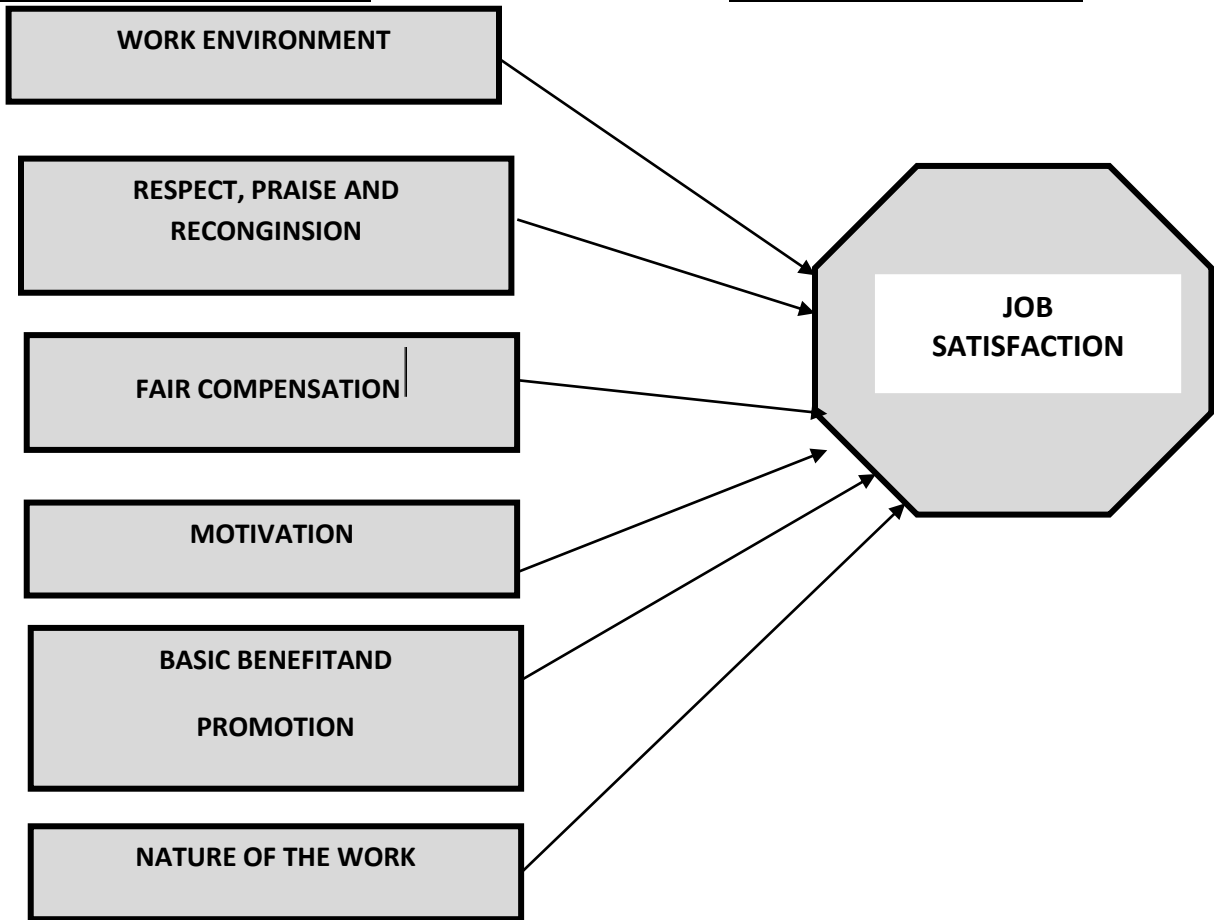 WORK ENVIRONMENT
RESPECT, PRAISE AND
RECONGINSION
FAIR COMPENSATION
MOTIVATION
BASIC BENEFITAND
PROMOTION
NATURE OF THE WORK
JOB
SATISFACTION